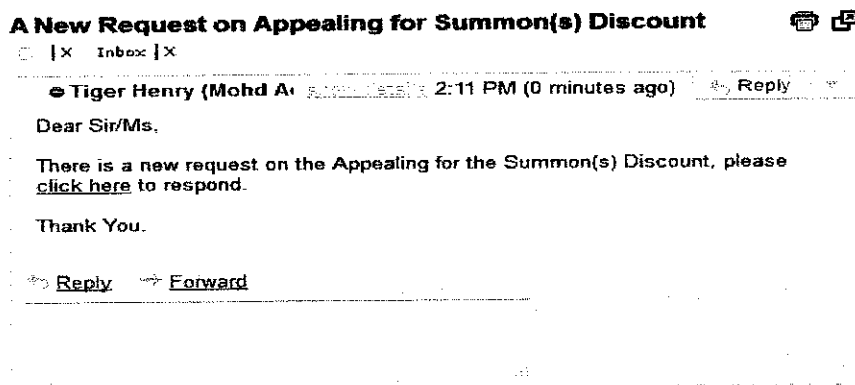 A New Request on Appealing for Summon(s) Discount
|X Inbox |X
Tiger Henry (Mohd A 2:11 PM (0 minutes ago) Reply
Dear Sir/Ms,
There is a new request on the Appealing for the Summon(s) Discount, please
click here to respond.
Thank You.
Reply Forward